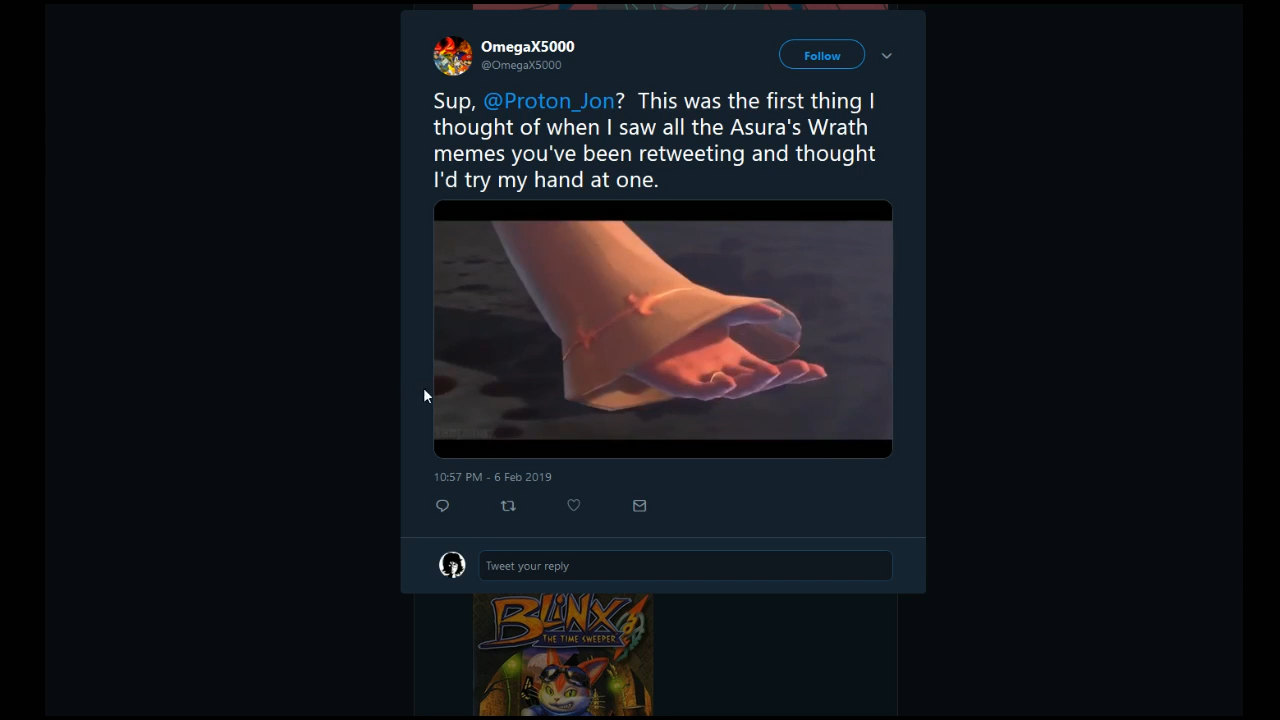 OmegaX5000
@OmegaX5000
Follow
Sup, @Proton_Jon?  This was the first thing I
thought of when I saw all the Asura's Wrath
memes you've been retweeting and thought
I'd try my hand at one.
10:57 PM - 6 Feb 2019
Tweet your reply
BLiNX
THE TIME SWEEPER